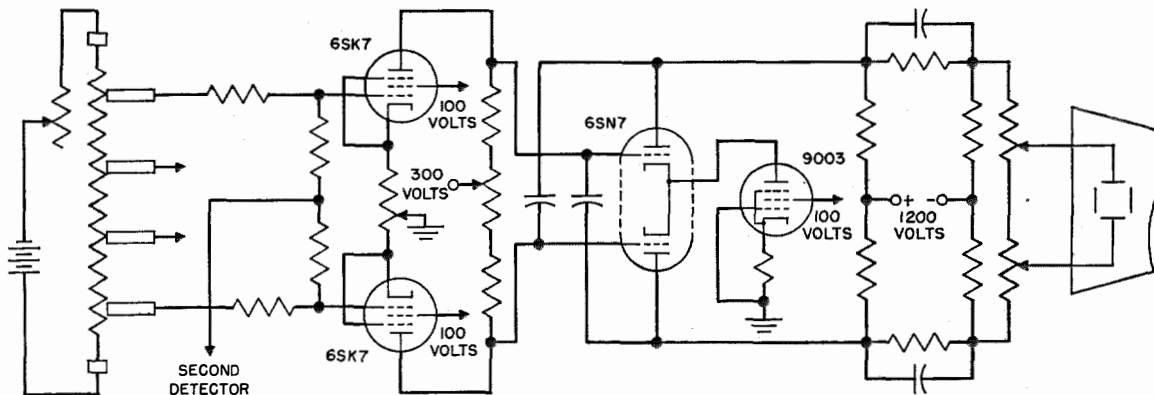 6SK7
100
VOLTS
300
VOLTS
6SK7
100
VOLTS
SECOND
DETECTOR
6SN7
9003
100
VOLTS
+ -
1200
VOLTS